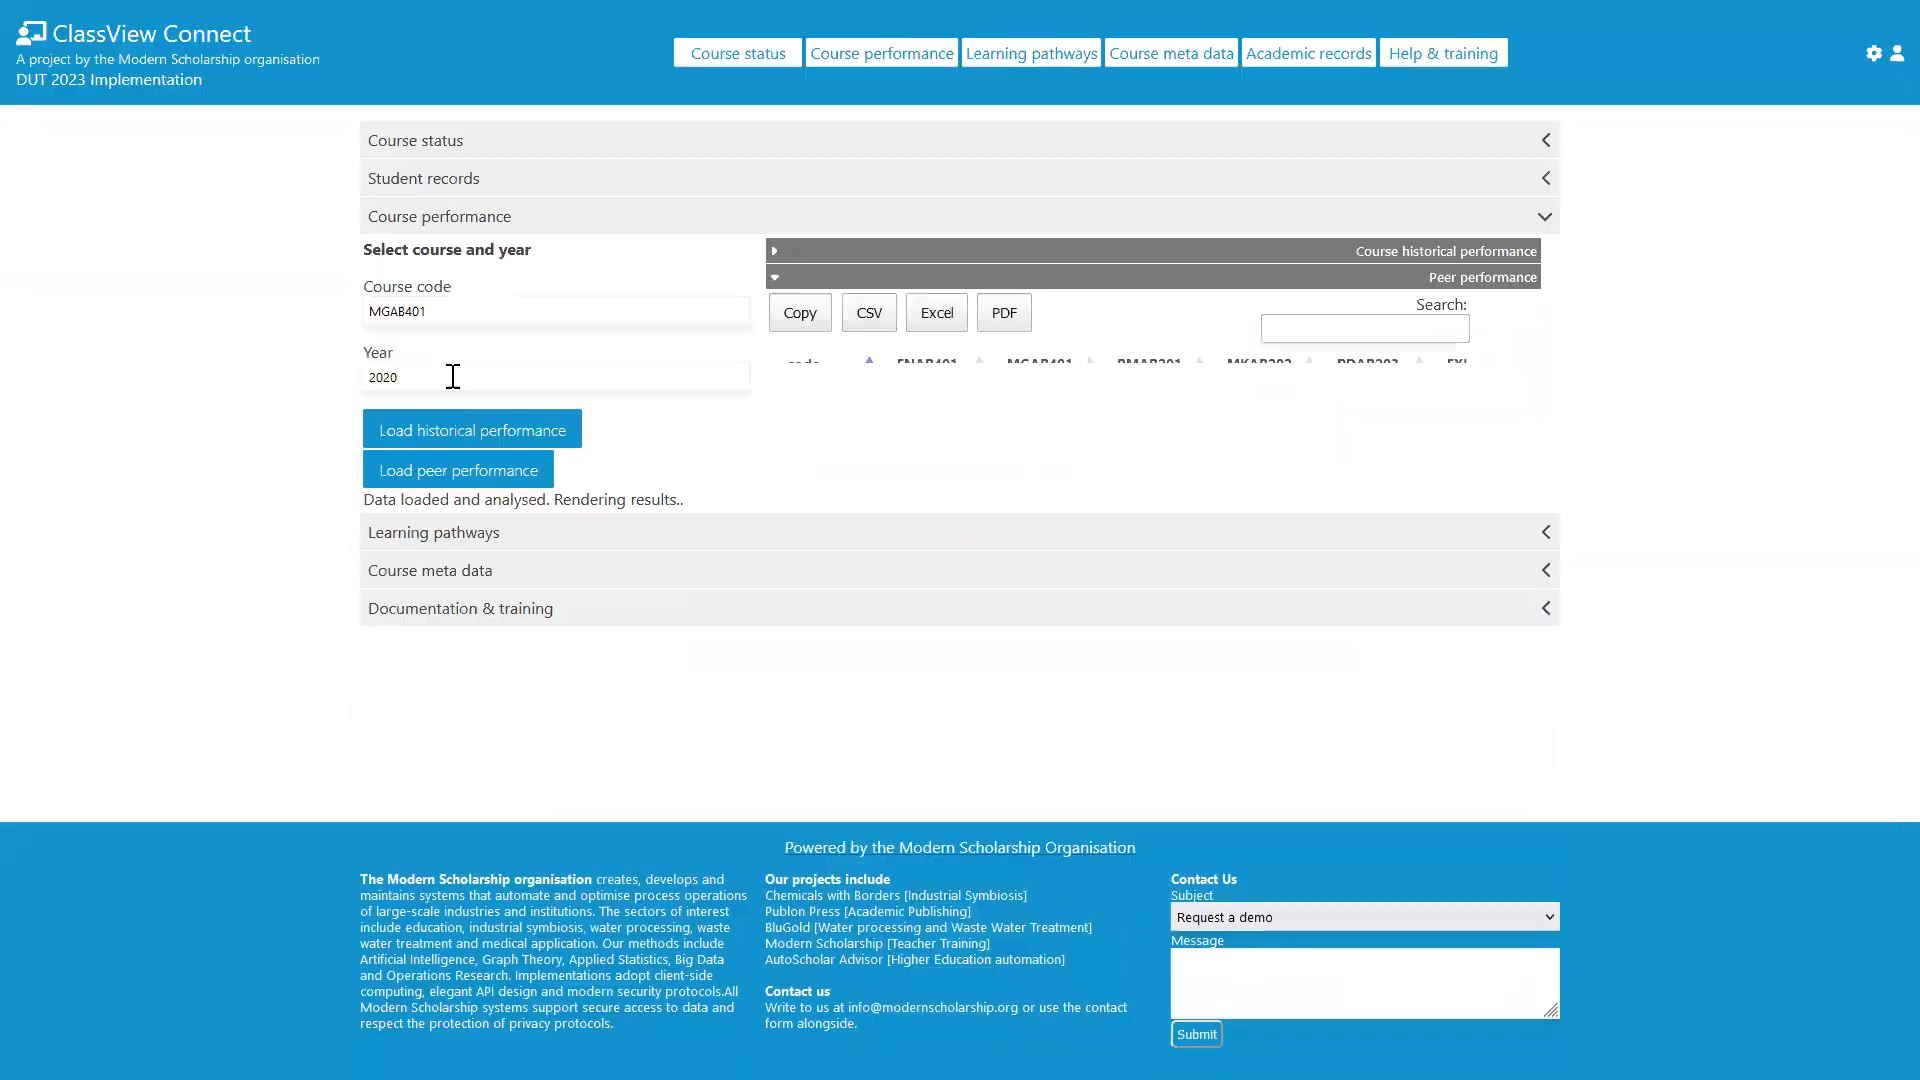 ClassView Connect
A project by the Modern Scholarship organisation
DUT 2023 Implementation
Course status
Course performance
Learning pathways
Course meta data
Academic records
Help & training
Course status
Student records
Course performance
Select course and year
Course code
MGAB401
Year
2020
Load historical performance
Load peer performance
Data loaded and analysed. Rendering results..
Course historical performance
Peer performance
Copy
CSV
Excel
PDF
Search:
Learning pathways
Course meta data
Documentation & training
Powered by the Modern Scholarship Organisation
The Modern Scholarship organisation creates, develops and
maintains systems that automate and optimise process operations
of large-scale industries and institutions. The sectors of interest
include education, industrial symbiosis, water processing, waste
water treatment and medical application. Our methods include
Artificial Intelligence, Graph Theory, Applied Statistics, Big Data
and Operations Research. Implementations adopt client-side
computing, elegant API design and modern security protocols.All
Modern Scholarship systems support secure access to data and
respect the protection of privacy protocols.
Our projects include
Chemicals with Borders [Industrial Symbiosis]
Publon Press [Academic Publishing]
BluGold [Water processing and Waste Water Treatment]
Modern Scholarship [Teacher Training]
AutoScholar Advisor [Higher Education automation]
Contact us
Write to us at info@modernscholarship.org or use the contact
form alongside.
Contact Us
Subject
Request a demo
Message
Submit